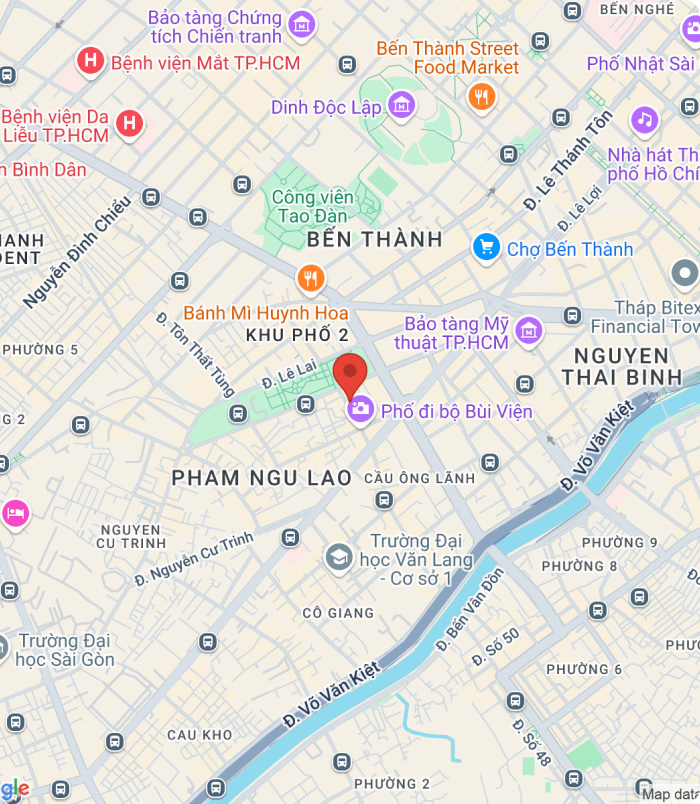 BẾN NGHÉ
Bảo tàng Chứng
tích Chiến tranh
Bến Thành Street
Food Market
H
Bệnh viện Mắt TP.HCM
Phố Nhật Sài
Bệnh viện Da
Liễu TP.HCM
H
Dinh Độc Lập
Đ. Lê Thánh Tôn
Nhà hát Th
phố Hồ Chí
n Bình Dân
Công viên
Tao Đàn
Đ. Lê Lợi
Nguyễn Đình Chiểu
HANH
DENT
BẾN THÀNH
Chợ Bến Thành
Bánh Mì Huynh Hoa
KHU PHỐ 2
Tháp Bitex
Financial Tow
Bảo tàng Mỹ
thuật TP.HCM
PHƯỜNG 5
Đ. Tôn Thất Tùng
Đ. Lê Lai
NGUYEN
THAI BINH
G 2
Phố đi bộ Bùi Viện
Đ. Võ Văn Kiệt
PHAM NGU LAO
CẦU ÔNG LÃNH
NGUYEN
CU TRINH
Đ. Nguyễn Cư Trinh
Trường Đại
học Văn Lang
- Cơ sở 1
PHƯỜNG 9
PHƯỜNG 8
CÔ GIANG
Đ. Bến Vân Đồn
Đ. Số 50
Trường Đại
học Sài Gòn
PHƯỜNG 6
PHƯ
Đ. Võ Văn Kiệt
CAU KHO
Đ. Số 48
PHƯỜNG 2
gle
Map data